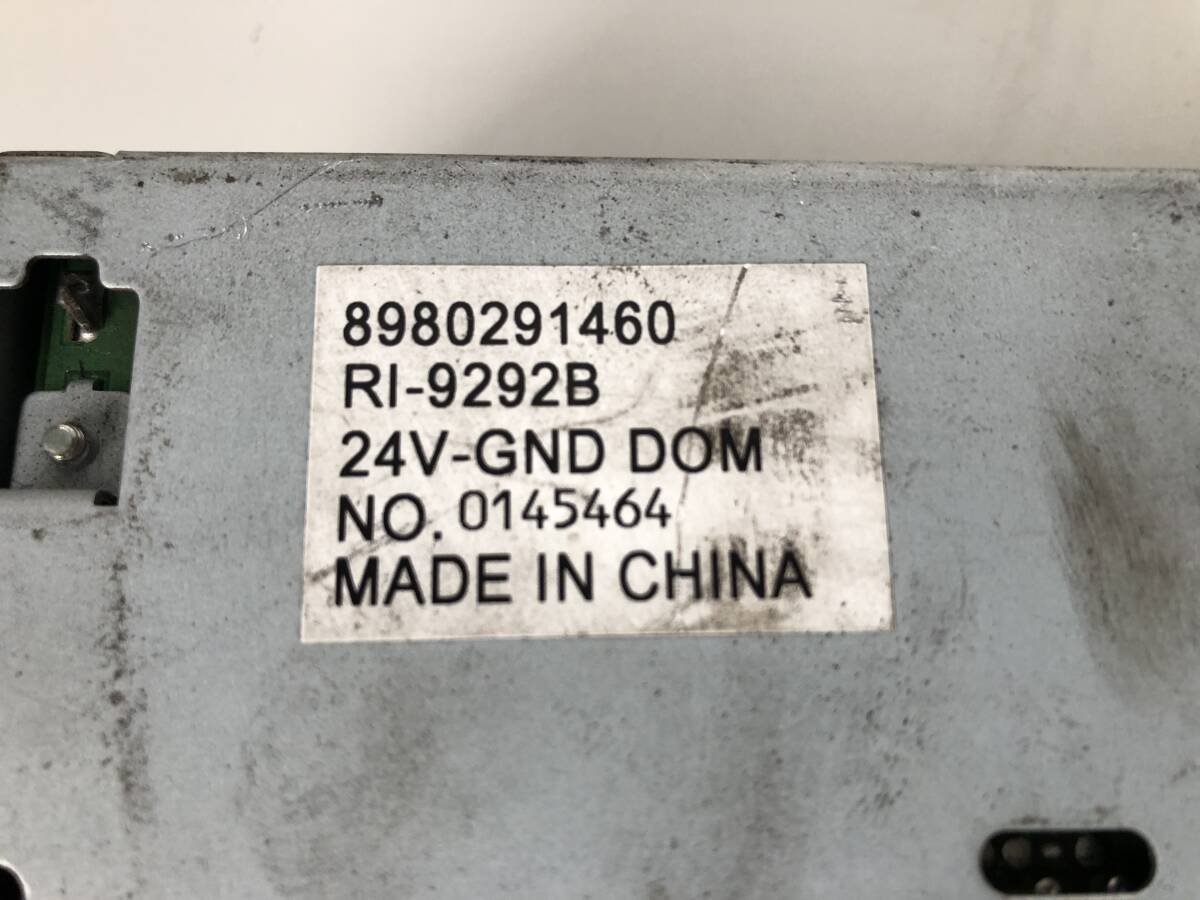 8980291460
RI-9292B
24V-GND DOM
NO. 0145464
MADE IN CHINA